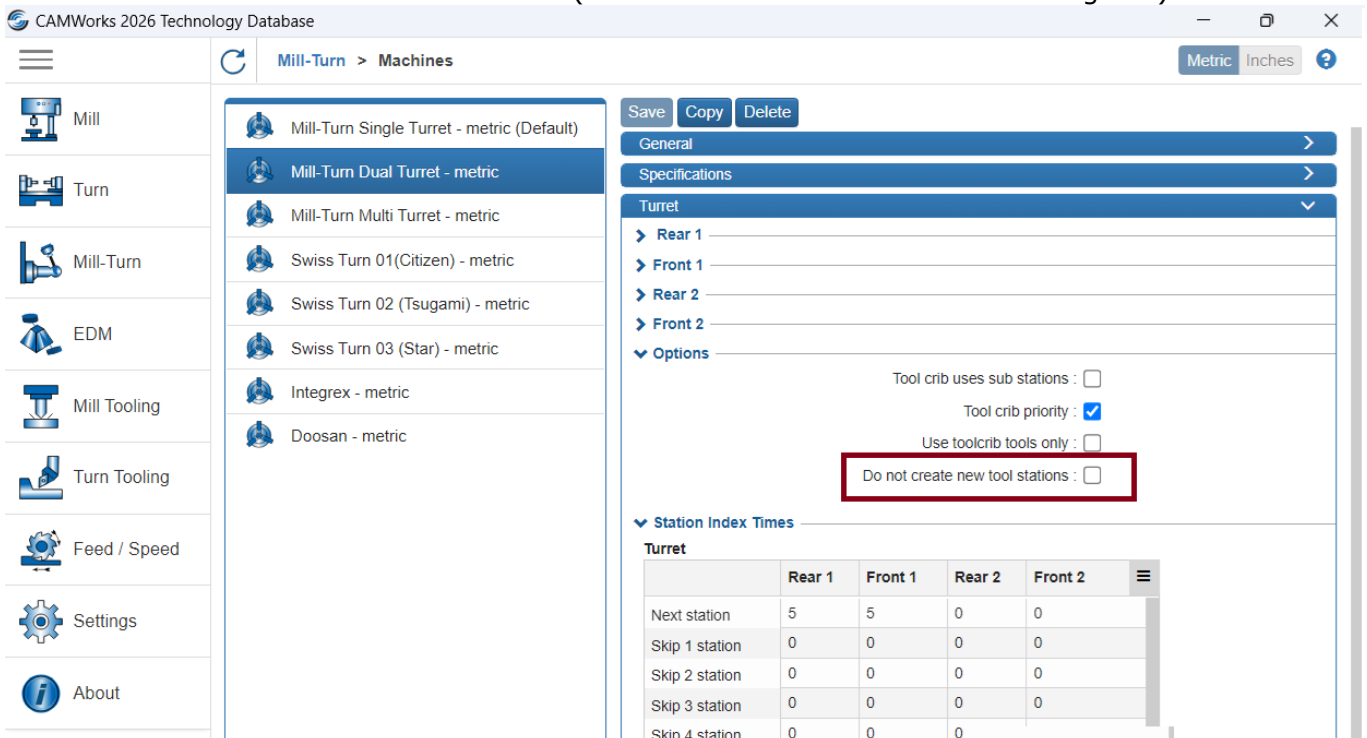 CAMWorks 2026 Technology Database
Mill-Turn > Machines
Metric Inches
Mill
Turn
Mill-Turn
EDM
Mill Tooling
Turn Tooling
Feed / Speed
Settings
About
Mill-Turn Single Turret - metric (Default)
Mill-Turn Dual Turret - metric
Mill-Turn Multi Turret - metric
Swiss Turn 01(Citizen) - metric
Swiss Turn 02 (Tsugami) - metric
Swiss Turn 03 (Star) - metric
Integrex - metric
Doosan - metric
Save Copy Delete
General
Specifications
Turret
Rear 1
Front 1
Rear 2
Front 2
Options
Tool crib uses sub stations :
Tool crib priority :
Use toolcrib tools only :
Do not create new tool stations :
Station Index Times
Turret
Rear 1 Front 1 Rear 2 Front 2
Next station 5 5 0 0
Skip 1 station 0 0 0 0
Skip 2 station 0 0 0 0
Skip 3 station 0 0 0 0
Skip 4 station 0 0 0